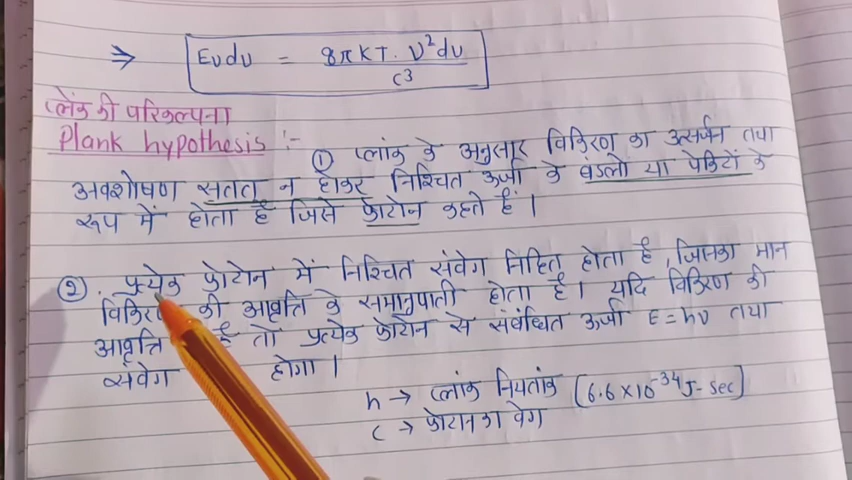 ⇒ Eνdν = 8πKT. ν²dν / c³
प्लेंक की परिकल्पना
Plank hypothesis :-
① प्लांक के अनुसार विकिरण का उत्सर्जन तथा
अवशोषण सतत न होकर निश्चित ऊर्जा के बंडलो या पेकिटों के
रूप में होता है जिसे फोटोन कहते हैं।
②. प्रत्येक फोटोन में निश्चित संवेग निहित होता है, जिसका मान
विकिरण की आवृत्ति के समानुपाती होता है। यदि विकिरण की
आवृत्ति है तो प्रत्येक फोटोन से संबंधित ऊर्जा E=hν तथा
संवेग होगा।
h → प्लांक नियतांक (6.6×10⁻³⁴J-sec)
c → फोटान का वेग